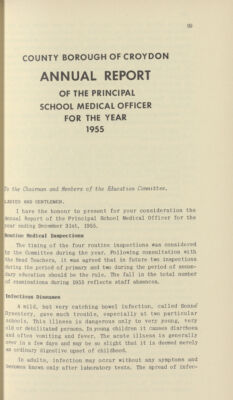 99
COUNTY BOROUGH OF CROYDON
ANNUAL REPORT
OF THE PRINCIPAL
SCHOOL MEDICAL OFFICER
FOR THE YEAR
1955
To the Chairman and Members of the Education Committee.
LADIES AND GENTLEMEN,
I have the honour to present for your consideration the
Annual Report of the Principal School Medical Officer for the
year ending December 31st, 1955.
Routine Medical Inspections
The timing of the four routine inspections was considered
by the Committee during the year. Following consultation with
the Head Teachers, it was agreed that in future two inspections
during the period of primary and two during the period of secon-
dary education should be the rule. The fall in the total number
of examinations during 1955 reflects staff absences.
Infectious Diseases
A mild, but very catching bowel infection, called Sonné
Dysentery, gave much trouble, especially at two particular
schools. This illness is dangerous only to very young, very
old or debilitated persons. In young children it causes diarrhoea
and often vomiting and fever. The acute illness is generally
over in a few days and may be so slight that it is deemed merely
an ordinary digestive upset of childhood.
In adults, infection may occur without any symptoms and
becomes known only after laboratory tests. The spread of infec-